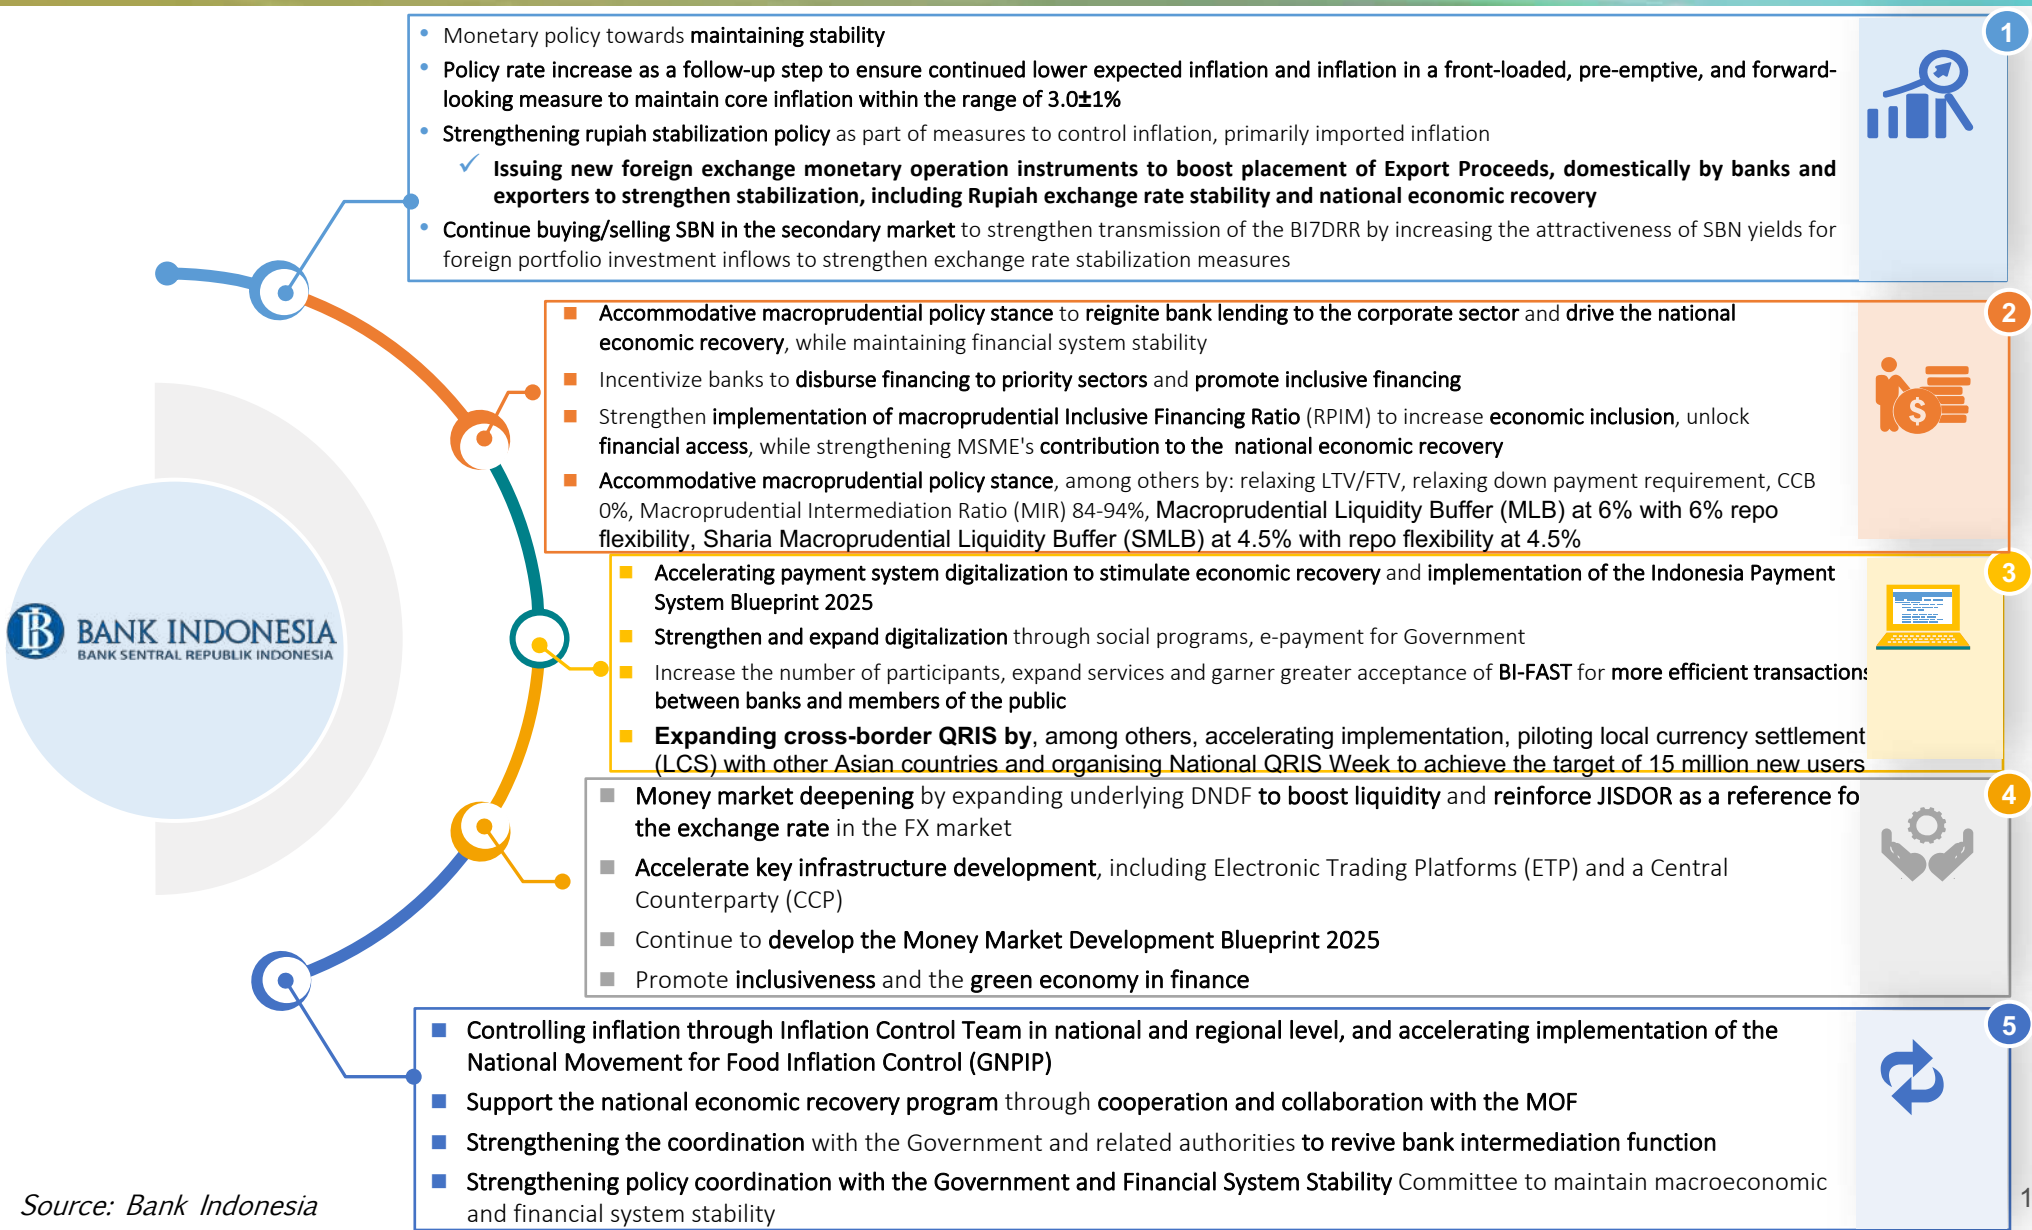 • Monetary policy towards maintaining stability
• Policy rate increase as a follow-up step to ensure continued lower expected inflation and inflation in a front-loaded, pre-emptive, and forward-
looking measure to maintain core inflation within the range of 3.0±1%
• Strengthening rupiah stabilization policy as part of measures to control inflation, primarily imported inflation
✓ Issuing new foreign exchange monetary operation instruments to boost placement of Export Proceeds, domestically by banks and
exporters to strengthen stabilization, including Rupiah exchange rate stability and national economic recovery
• Continue buying/selling SBN in the secondary market to strengthen transmission of the BI7DRR by increasing the attractiveness of SBN yields for
foreign portfolio investment inflows to strengthen exchange rate stabilization measures
1
■ Accommodative macroprudential policy stance to reignite bank lending to the corporate sector and drive the national
economic recovery, while maintaining financial system stability
■ Incentivize banks to disburse financing to priority sectors and promote inclusive financing
■ Strengthen implementation of macroprudential Inclusive Financing Ratio (RPIM) to increase economic inclusion, unlock
financial access, while strengthening MSME's contribution to the national economic recovery
■ Accommodative macroprudential policy stance, among others by: relaxing LTV/FTV, relaxing down payment requirement, CCB
0%, Macroprudential Intermediation Ratio (MIR) 84-94%, Macroprudential Liquidity Buffer (MLB) at 6% with 6% repo
flexibility, Sharia Macroprudential Liquidity Buffer (SMLB) at 4.5% with repo flexibility at 4.5%
2
$
■ Accelerating payment system digitalization to stimulate economic recovery and implementation of the Indonesia Payment
System Blueprint 2025
■ Strengthen and expand digitalization through social programs, e-payment for Government
■ Increase the number of participants, expand services and garner greater acceptance of BI-FAST for more efficient transactions
between banks and members of the public
■ Expanding cross-border QRIS by, among others, accelerating implementation, piloting local currency settlement
(LCS) with other Asian countries and organising National QRIS Week to achieve the target of 15 million new users
3
BANK INDONESIA
BANK SENTRAL REPUBLIK INDONESIA
■ Money market deepening by expanding underlying DNDF to boost liquidity and reinforce JISDOR as a reference fo
the exchange rate in the FX market
■ Accelerate key infrastructure development, including Electronic Trading Platforms (ETP) and a Central
Counterparty (CCP)
■ Continue to develop the Money Market Development Blueprint 2025
■ Promote inclusiveness and the green economy in finance
4
■ Controlling inflation through Inflation Control Team in national and regional level, and accelerating implementation of the
National Movement for Food Inflation Control (GNPIP)
■ Support the national economic recovery program through cooperation and collaboration with the MOF
■ Strengthening the coordination with the Government and related authorities to revive bank intermediation function
■ Strengthening policy coordination with the Government and Financial System Stability Committee to maintain macroeconomic
and financial system stability
5
Source: Bank Indonesia
1